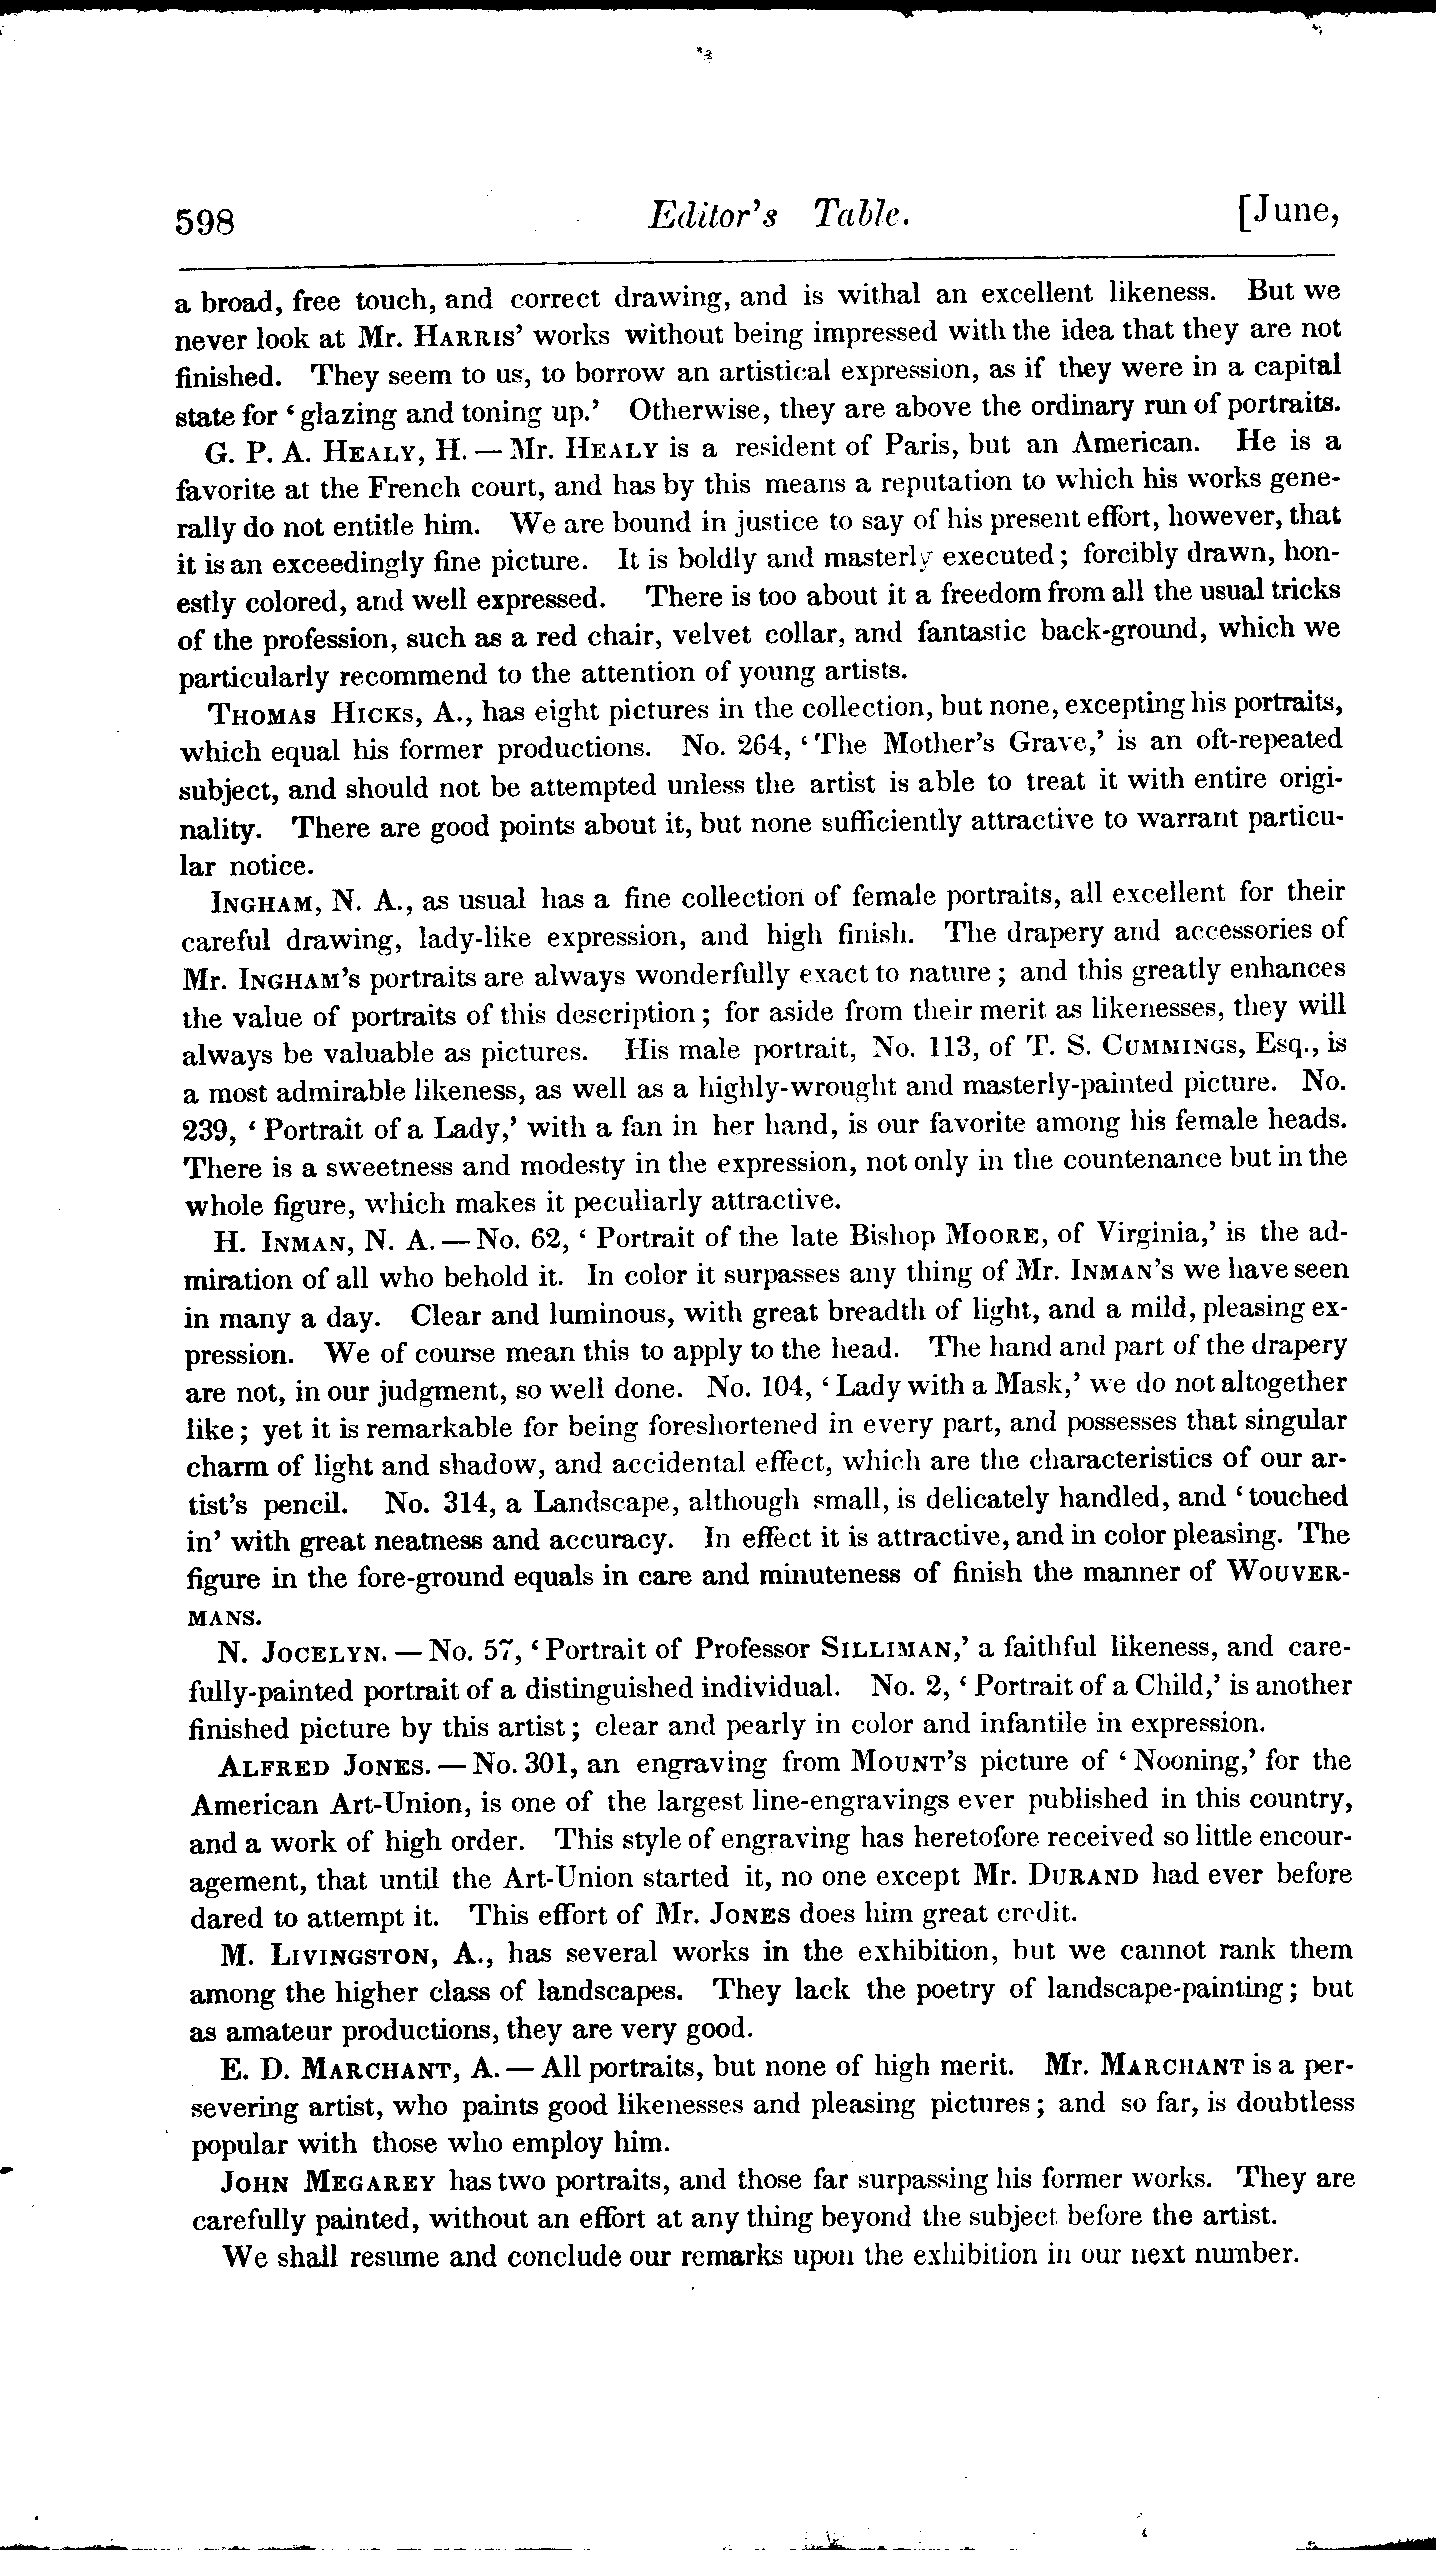 598 Editor's Table. [June,
a broad, free touch, and correct drawing, and is withal an excellent likeness. But we
never look at Mr. HARRIS' works without being impressed with the idea that they are not
finished. They seem to us, to borrow an artistical expression, as if they were in a capital
state for ‘glazing and toning up.’ Otherwise, they are above the ordinary run of portraits.
G. P. A. HEALY, H. — Mr. HEALY is a resident of Paris, but an American. He is a
favorite at the French court, and has by this means a reputation to which his works gene-
rally do not entitle him. We are bound in justice to say of his present effort, however, that
it is an exceedingly fine picture. It is boldly and masterly executed; forcibly drawn, hon-
estly colored, and well expressed. There is too about it a freedom from all the usual tricks
of the profession, such as a red chair, velvet collar, and fantastic back-ground, which we
particularly recommend to the attention of young artists.
THOMAS HICKS, A., has eight pictures in the collection, but none, excepting his portraits,
which equal his former productions. No. 264, ‘The Mother's Grave,’ is an oft-repeated
subject, and should not be attempted unless the artist is able to treat it with entire origi-
nality. There are good points about it, but none sufficiently attractive to warrant particu-
lar notice.
INGHAM, N. A., as usual has a fine collection of female portraits, all excellent for their
careful drawing, lady-like expression, and high finish. The drapery and accessories of
Mr. INGHAM's portraits are always wonderfully exact to nature; and this greatly enhances
the value of portraits of this description; for aside from their merit as likenesses, they will
always be valuable as pictures. His male portrait, No. 113, of T. S. CUMMINGS, Esq., is
a most admirable likeness, as well as a highly-wrought and masterly-painted picture. No.
239, ‘Portrait of a Lady,’ with a fan in her hand, is our favorite among his female heads.
There is a sweetness and modesty in the expression, not only in the countenance but in the
whole figure, which makes it peculiarly attractive.
H. INMAN, N. A. — No. 62, ‘Portrait of the late Bishop MOORE, of Virginia,’ is the ad-
miration of all who behold it. In color it surpasses any thing of Mr. INMAN's we have seen
in many a day. Clear and luminous, with great breadth of light, and a mild, pleasing ex-
pression. We of course mean this to apply to the head. The hand and part of the drapery
are not, in our judgment, so well done. No. 104, ‘Lady with a Mask,’ we do not altogether
like; yet it is remarkable for being foreshortened in every part, and possesses that singular
charm of light and shadow, and accidental effect, which are the characteristics of our ar-
tist's pencil. No. 314, a Landscape, although small, is delicately handled, and ‘touched
in’ with great neatness and accuracy. In effect it is attractive, and in color pleasing. The
figure in the fore-ground equals in care and minuteness of finish the manner of WOUVER-
MANS.
N. JOCELYN. — No. 57, ‘Portrait of Professor SILLIMAN,’ a faithful likeness, and care-
fully-painted portrait of a distinguished individual. No. 2, ‘Portrait of a Child,’ is another
finished picture by this artist; clear and pearly in color and infantile in expression.
ALFRED JONES. — No. 301, an engraving from MOUNT's picture of ‘Nooning,’ for the
American Art-Union, is one of the largest line-engravings ever published in this country,
and a work of high order. This style of engraving has heretofore received so little encour-
agement, that until the Art-Union started it, no one except Mr. DURAND had ever before
dared to attempt it. This effort of Mr. JONES does him great credit.
M. LIVINGSTON, A., has several works in the exhibition, but we cannot rank them
among the higher class of landscapes. They lack the poetry of landscape-painting; but
as amateur productions, they are very good.
E. D. MARCHANT, A. — All portraits, but none of high merit. Mr. MARCHANT is a per-
severing artist, who paints good likenesses and pleasing pictures; and so far, is doubtless
popular with those who employ him.
JOHN MEGAREY has two portraits, and those far surpassing his former works. They are
carefully painted, without an effort at any thing beyond the subject before the artist.
We shall resume and conclude our remarks upon the exhibition in our next number.